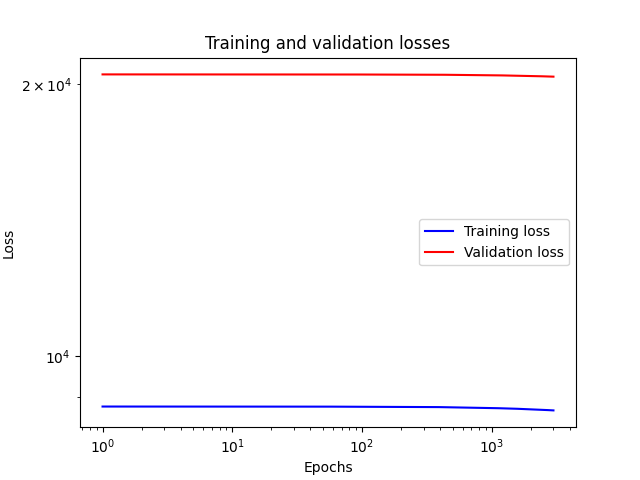 Training and validation losses
2 × 10⁴
10⁴
Loss
Training loss
Validation loss
10⁰ 10¹ 10² 10³
Epochs